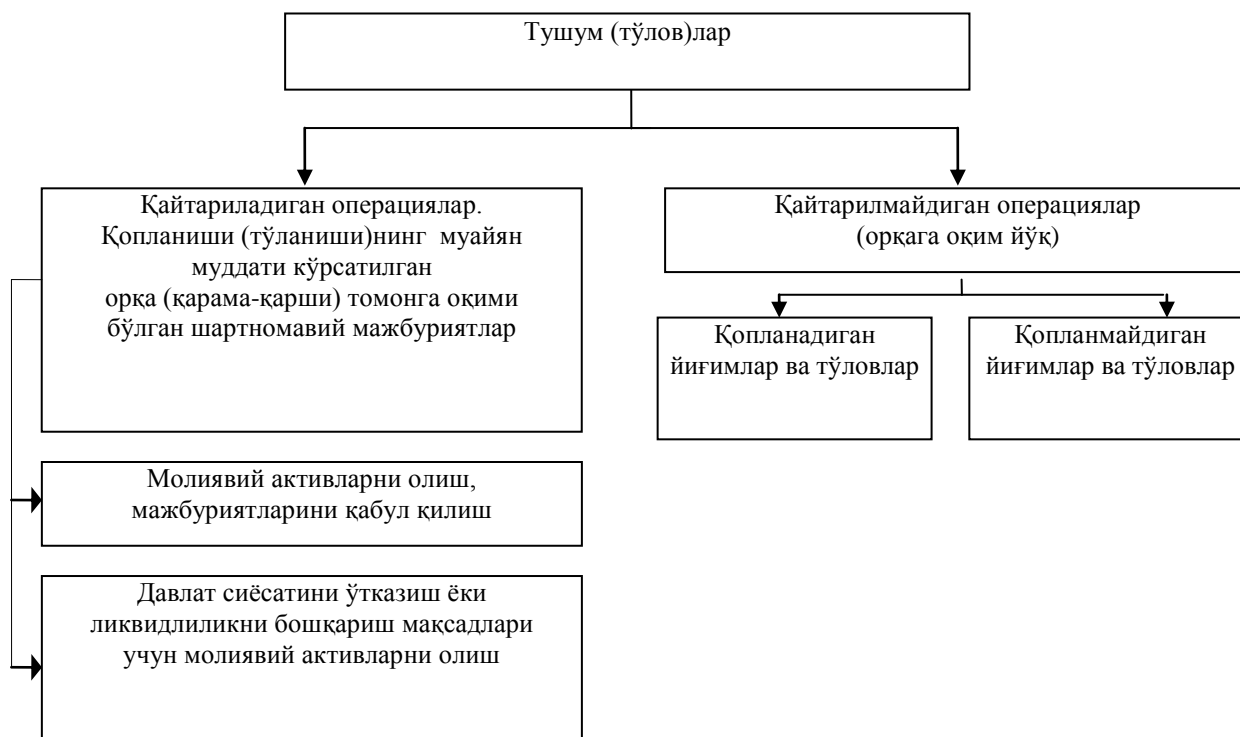 Тушум (тўлов)лар
Қайтариладиган операциялар.
Қопланиши (тўланиши)нинг муайян
муддати кўрсатилган
орқа (қарама-қарши) томонга оқими
бўлган шартномавий мажбуриятлар
Қайтарилмайдиган операциялар
(орқага оқим йўқ)
Қопланадиган
йиғимлар ва тўловлар
Қопланмайдиган
йиғимлар ва тўловлар
Молиявий активларни олиш,
мажбуриятларини қабул қилиш
Давлат сиёсатини ўтказиш ёки
ликвидлиликни бошқариш мақсадлари
учун молиявий активларни олиш